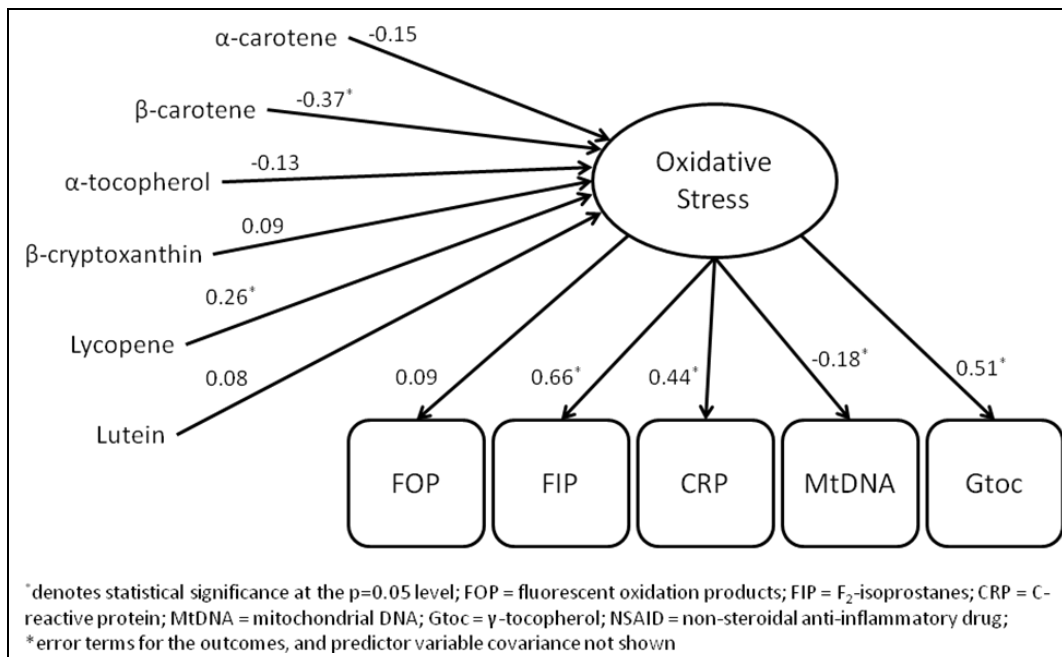 α-carotene
-0.15
β-carotene
-0.37*
α-tocopherol
-0.13
β-cryptoxanthin
0.09
Lycopene
0.26*
Lutein
0.08
Oxidative
Stress
0.09
0.66*
0.44*
-0.18*
0.51*
FOP
FIP
CRP
MtDNA
Gtoc
*denotes statistical significance at the p=0.05 level; FOP = fluorescent oxidation products; FIP = F₂-isoprostanes; CRP = C-
reactive protein; MtDNA = mitochondrial DNA; Gtoc = γ-tocopherol; NSAID = non-steroidal anti-inflammatory drug;
*error terms for the outcomes, and predictor variable covariance not shown